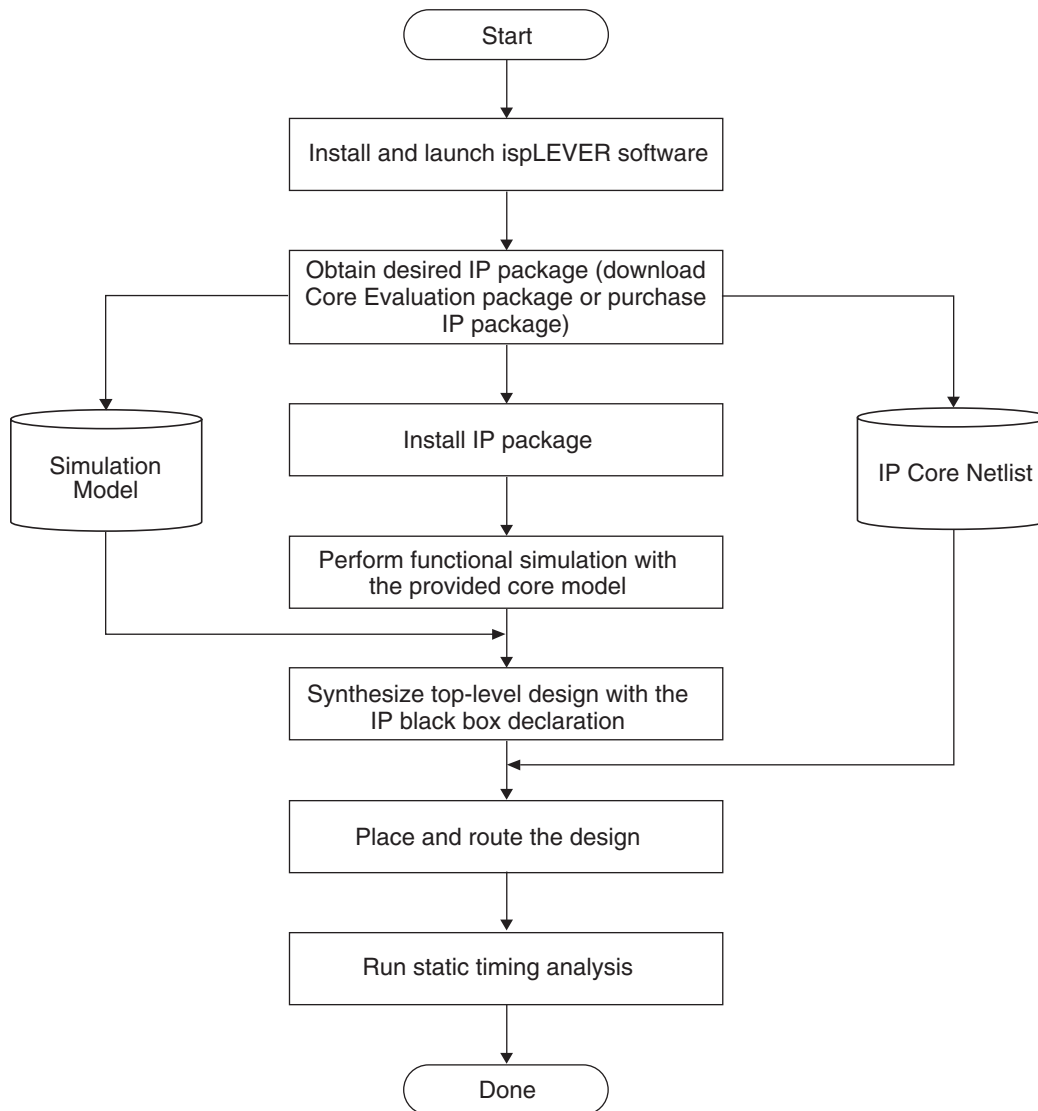 Start
Install and launch ispLEVER software
Obtain desired IP package (download
Core Evaluation package or purchase
IP package)
Simulation
Model
Install IP package
IP Core Netlist
Perform functional simulation with
the provided core model
Synthesize top-level design with the
IP black box declaration
Place and route the design
Run static timing analysis
Done